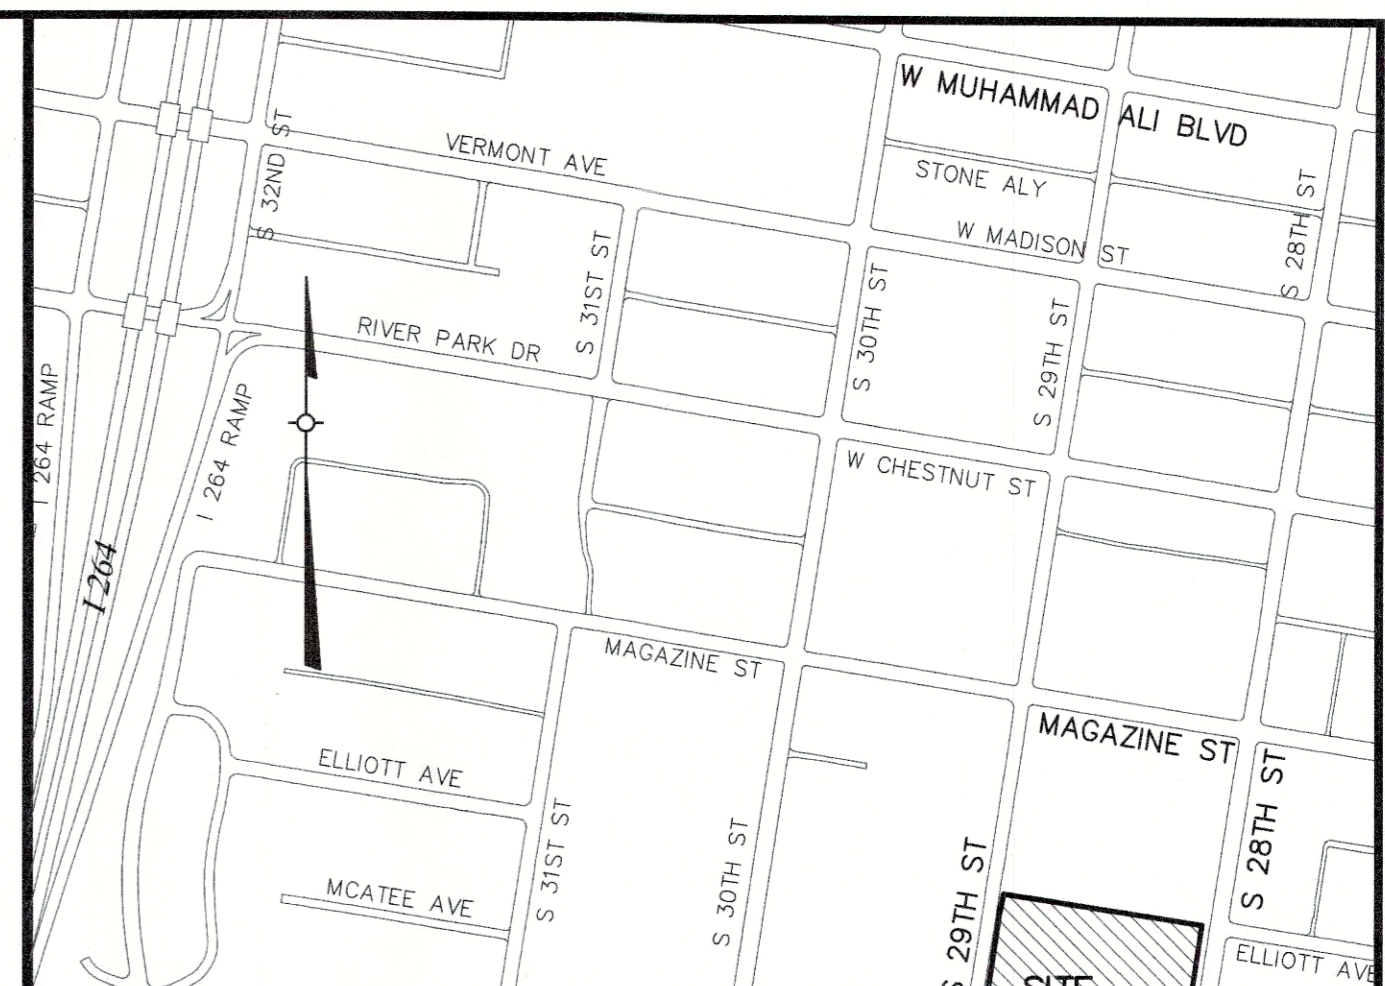 W MUHAMMAD ALI BLVD
VERMONT AVE
STONE ALY
S 32ND ST
S 28TH ST
W MADISON ST
S 31ST ST
S 30TH ST
S 29TH ST
RIVER PARK DR
I 264 RAMP
I 264 RAMP
W CHESTNUT ST
I 264
MAGAZINE ST
MAGAZINE ST
ELLIOTT AVE
S 28TH ST
S 31ST ST
S 30TH ST
S 29TH ST
MCATEE AVE
ELLIOTT AVE
SITE